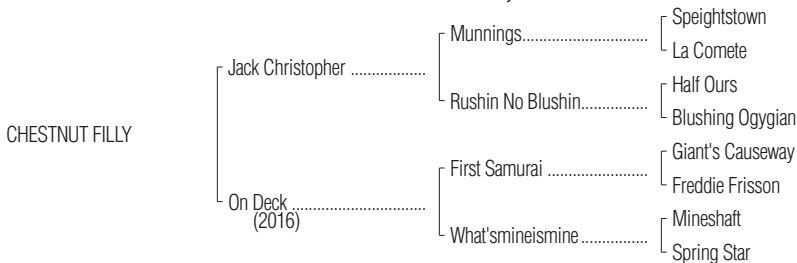 Speightstown
Munnings
La Comete
Jack Christopher
Half Ours
Rushin No Blushin
Blushing Ogygian
CHESTNUT FILLY
Giant's Causeway
First Samurai
Freddie Frisson
On Deck
(2016)
Mineshaft
What'smineismine
Spring Star